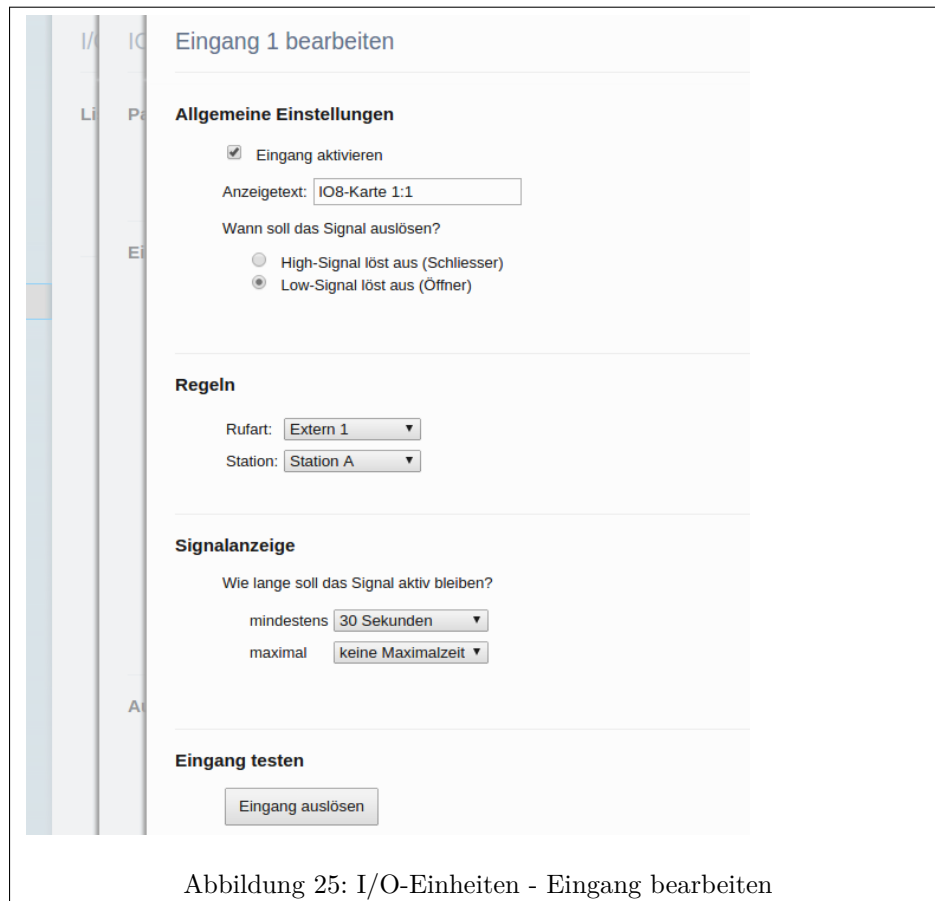 Eingang 1 bearbeiten
Allgemeine Einstellungen
Eingang aktivieren
Anzeigetext: IO8-Karte 1:1
Wann soll das Signal auslösen?
High-Signal löst aus (Schliesser)
Low-Signal löst aus (Öffner)
Regeln
Rufart: Extern 1
Station: Station A
Signalanzeige
Wie lange soll das Signal aktiv bleiben?
mindestens 30 Sekunden
maximal keine Maximalzeit
Eingang testen
Eingang auslösen
Abbildung 25: I/O-Einheiten - Eingang bearbeiten